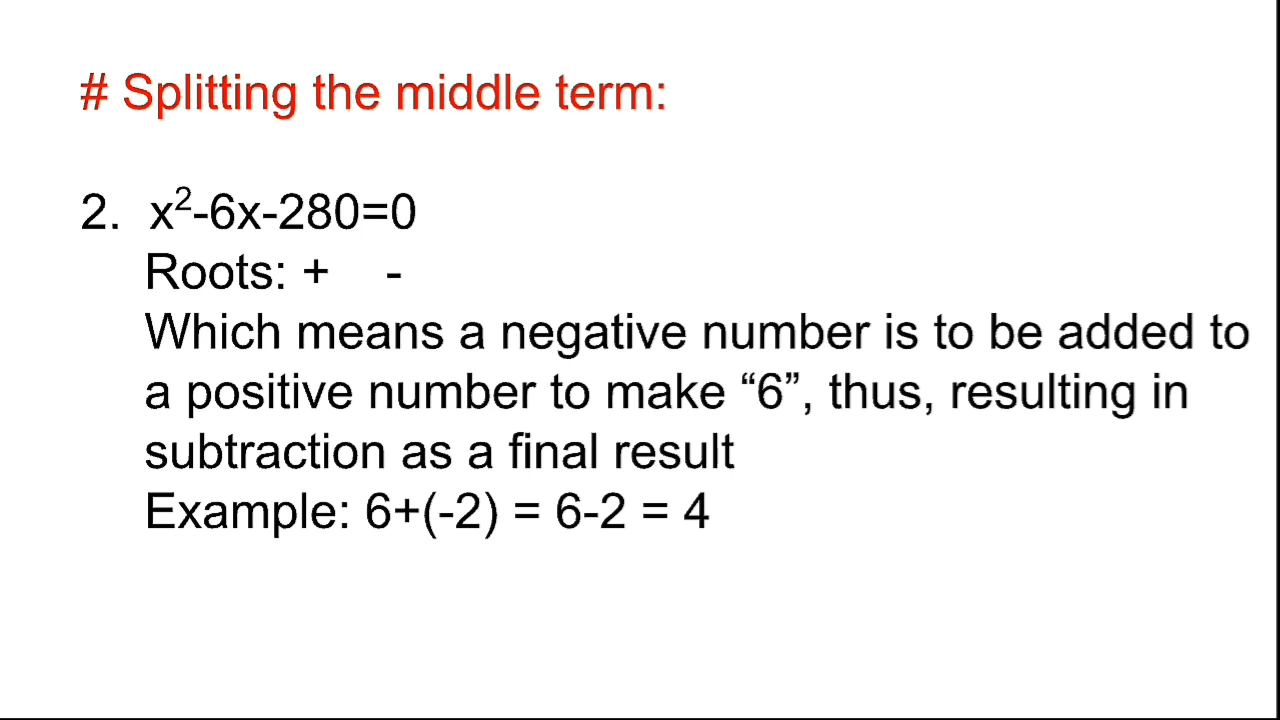 # Splitting the middle term:
2. x²-6x-280=0
Roots: + -
Which means a negative number is to be added to
a positive number to make “6”, thus, resulting in
subtraction as a final result
Example: 6+(-2) = 6-2 = 4